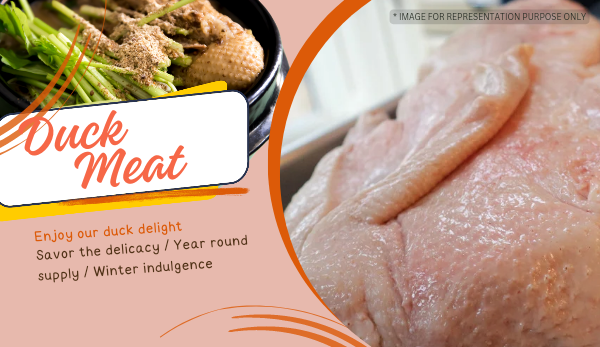 * IMAGE FOR REPRESENTATION PURPOSE ONLY
Duck
Meat
Enjoy our duck delight
Savor the delicacy / Year round
supply / Winter indulgence